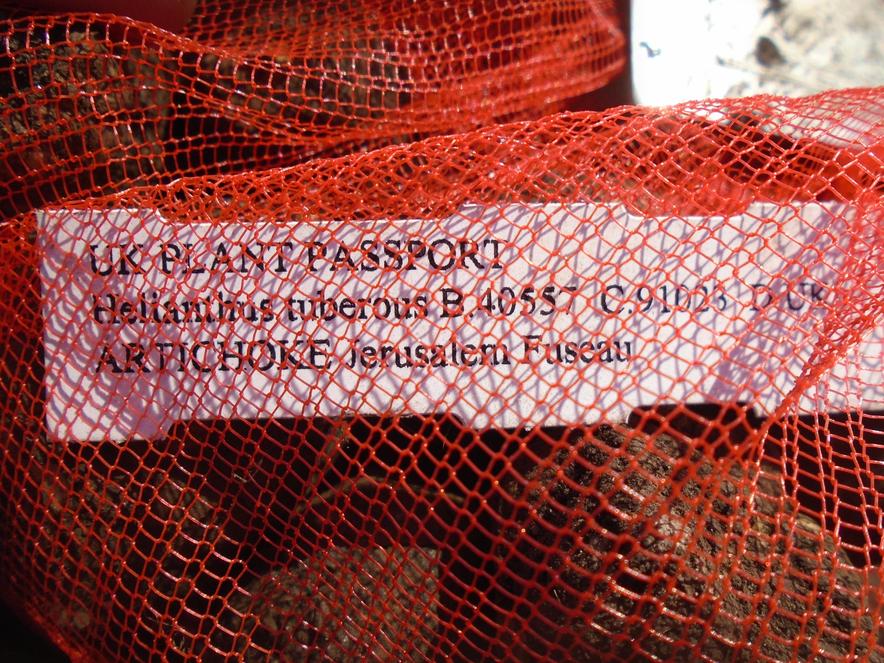 UK PLANT PASSPORT
Helianthus tuberous B.40557 C.91023 D UK
ARTICHOKE Jerusalem Fuseau